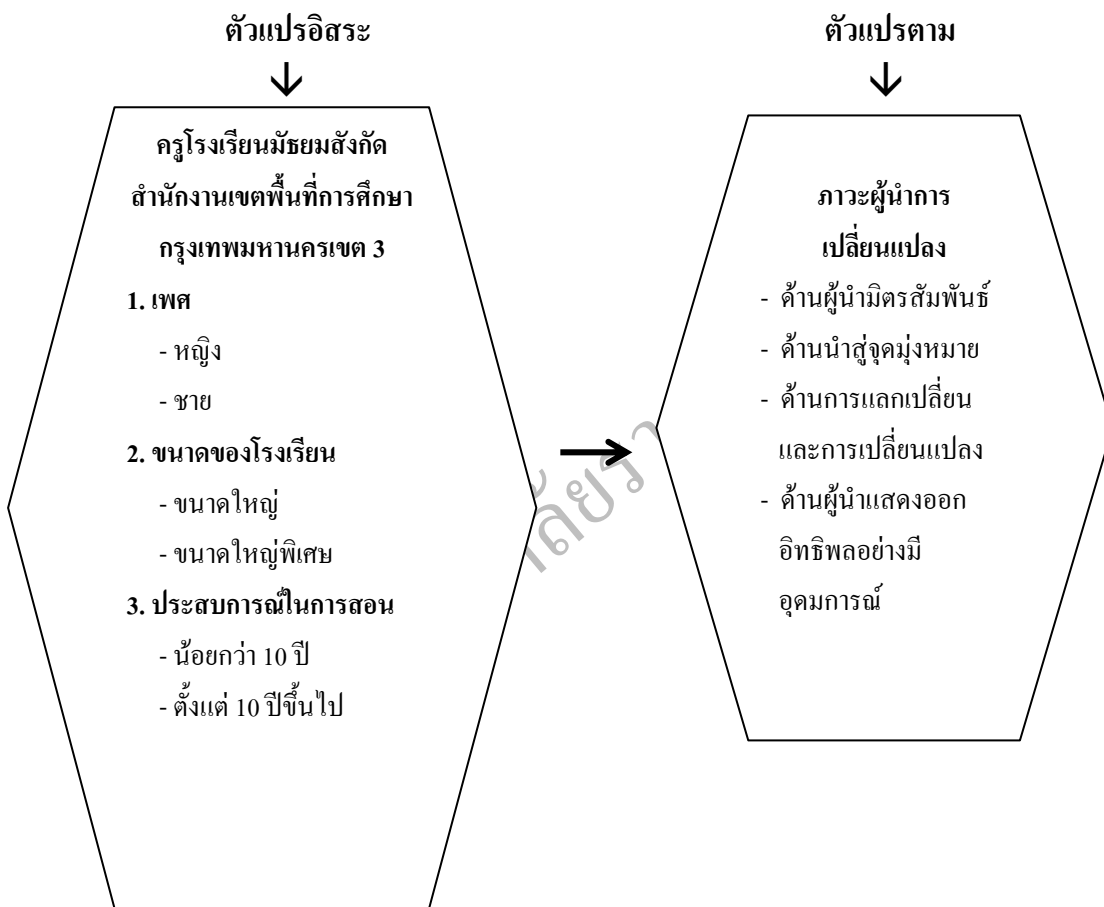 ตัวแปรอิสระ
ครูโรงเรียนมัธยมสังกัด
สำนักงานเขตพื้นที่การศึกษา
กรุงเทพมหานครเขต 3
1. เพศ
- หญิง
- ชาย
2. ขนาดของโรงเรียน
- ขนาดใหญ่
- ขนาดใหญ่พิเศษ
3. ประสบการณ์ในการสอน
- น้อยกว่า 10 ปี
- ตั้งแต่ 10 ปีขึ้นไป
ตัวแปรตาม
ภาวะผู้นำการ
เปลี่ยนแปลง
- ด้านผู้นำมิตรสัมพันธ์
- ด้านนำสู่จุดมุ่งหมาย
- ด้านการแลกเปลี่ยน
และการเปลี่ยนแปลง
- ด้านผู้นำแสดงออก
อิทธิพลอย่างมี
อุดมการณ์